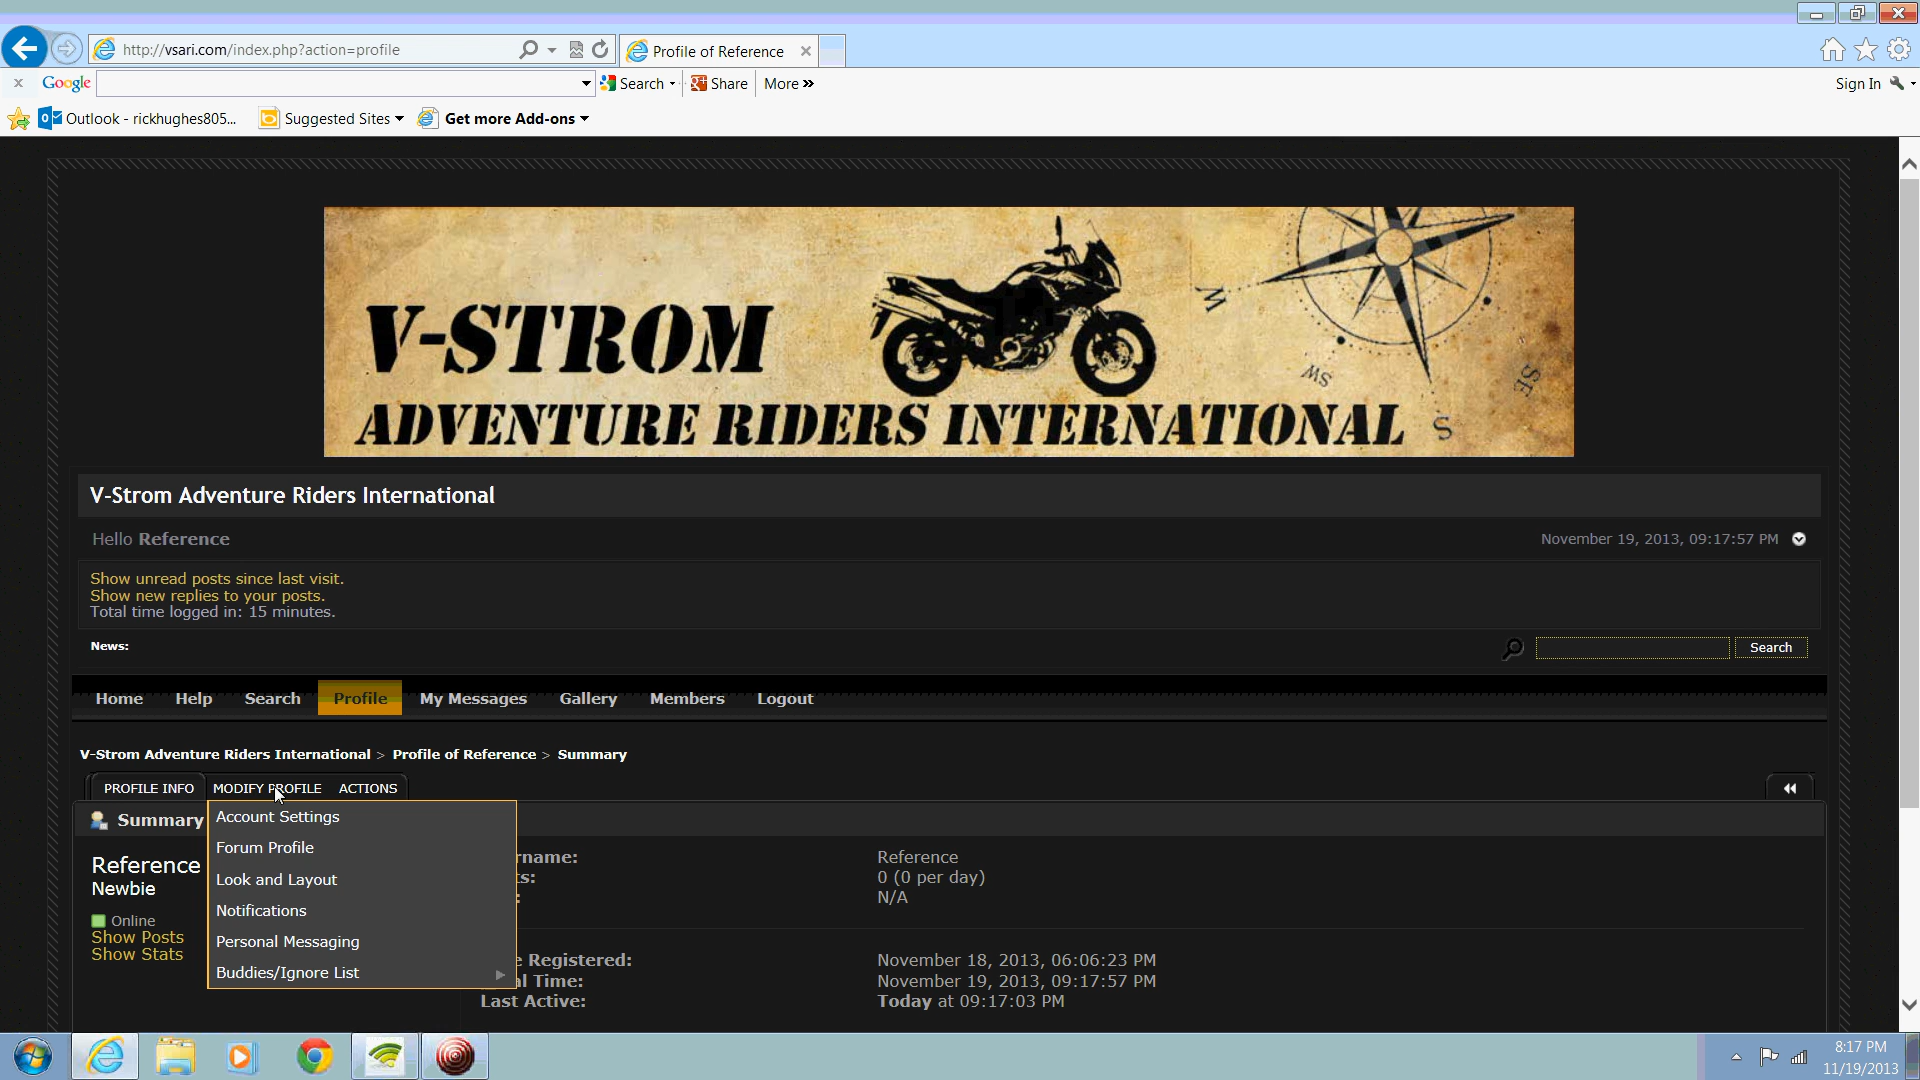 http://vsari.com/index.php?action=profile
Profile of Reference
Google
Search
Share
More »
Sign In
Outlook - rickhughes805...
Suggested Sites
Get more Add-ons
V-STROM
ADVENTURE RIDERS INTERNATIONAL
W
SW
S
V-Strom Adventure Riders International
Hello Reference
November 19, 2013, 09:17:57 PM
Show unread posts since last visit.
Show new replies to your posts.
Total time logged in: 15 minutes.
News:
Search
Home Help Search Profile My Messages Gallery Members Logout
V-Strom Adventure Riders International > Profile of Reference > Summary
PROFILE INFO MODIFY PROFILE ACTIONS
Summary
Account Settings
Forum Profile
Look and Layout
Notifications
Personal Messaging
Buddies/Ignore List
Reference
Newbie
Online
Show Posts
Show Stats
rname: Reference
ts: 0 (0 per day)
: N/A
e Registered: November 18, 2013, 06:06:23 PM
l Time: November 19, 2013, 09:17:57 PM
Last Active: Today at 09:17:03 PM
8:17 PM
11/19/2013